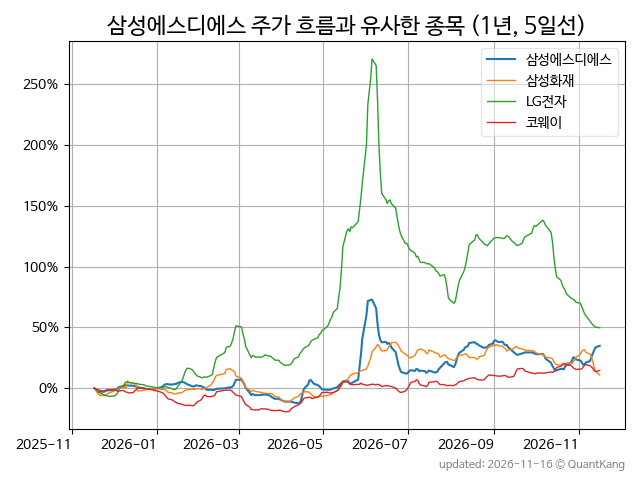 삼성에스디에스 주가 흐름과 유사한 종목 (1년, 5일선)
삼성에스디에스
삼성화재
LG전자
코웨이
250%
200%
150%
100%
50%
0%
2025-11 2026-01 2026-03 2026-05 2026-07 2026-09 2026-11
updated: 2026-11-16 ⓒ QuantKang